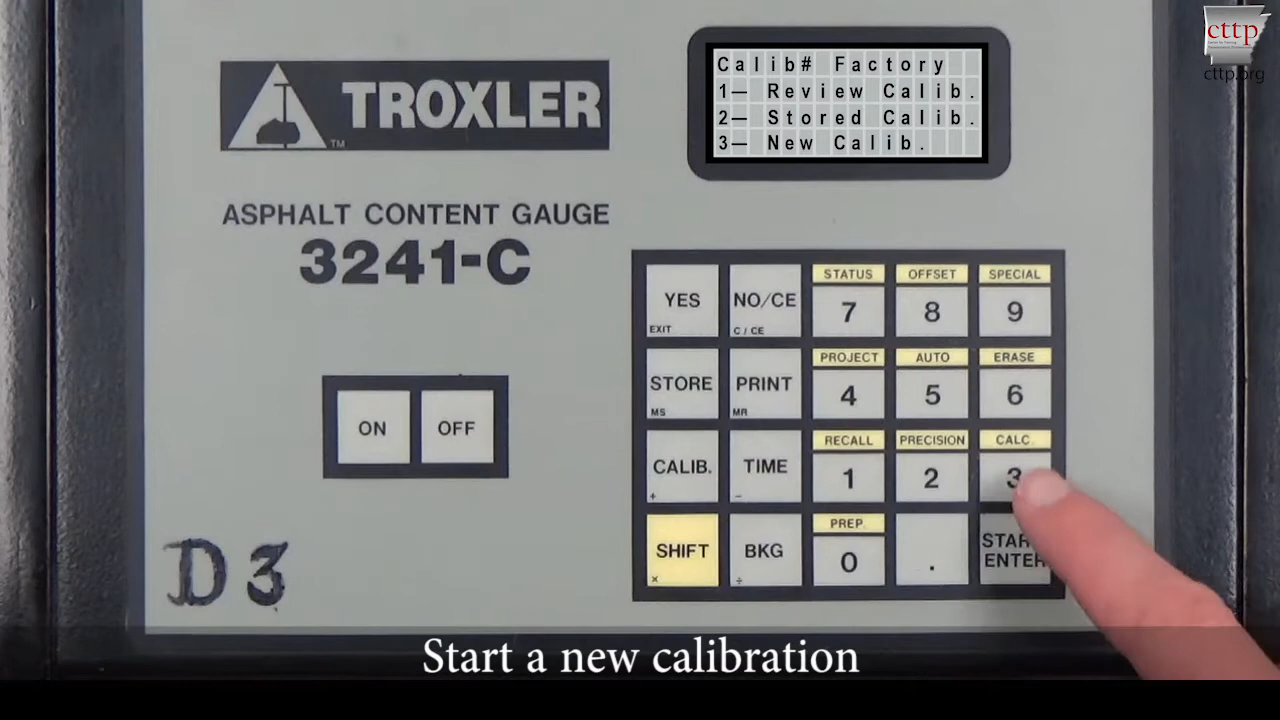 cttp
cttp.org
TROXLER
TM
ASPHALT CONTENT GAUGE
3241-C
Calib# Factory
1— Review Calib.
2— Stored Calib.
3— New Calib.
ON
OFF
YES
EXIT
NO/CE
C / CE
STATUS
7
OFFSET
8
SPECIAL
9
STORE
MS
PRINT
MR
PROJECT
4
AUTO
5
ERASE
6
CALIB.
+
TIME
–
RECALL
1
PRECISION
2
CALC.
3
SHIFT
×
BKG
÷
PREP.
0
.
ENTER
D3
Start a new calibration